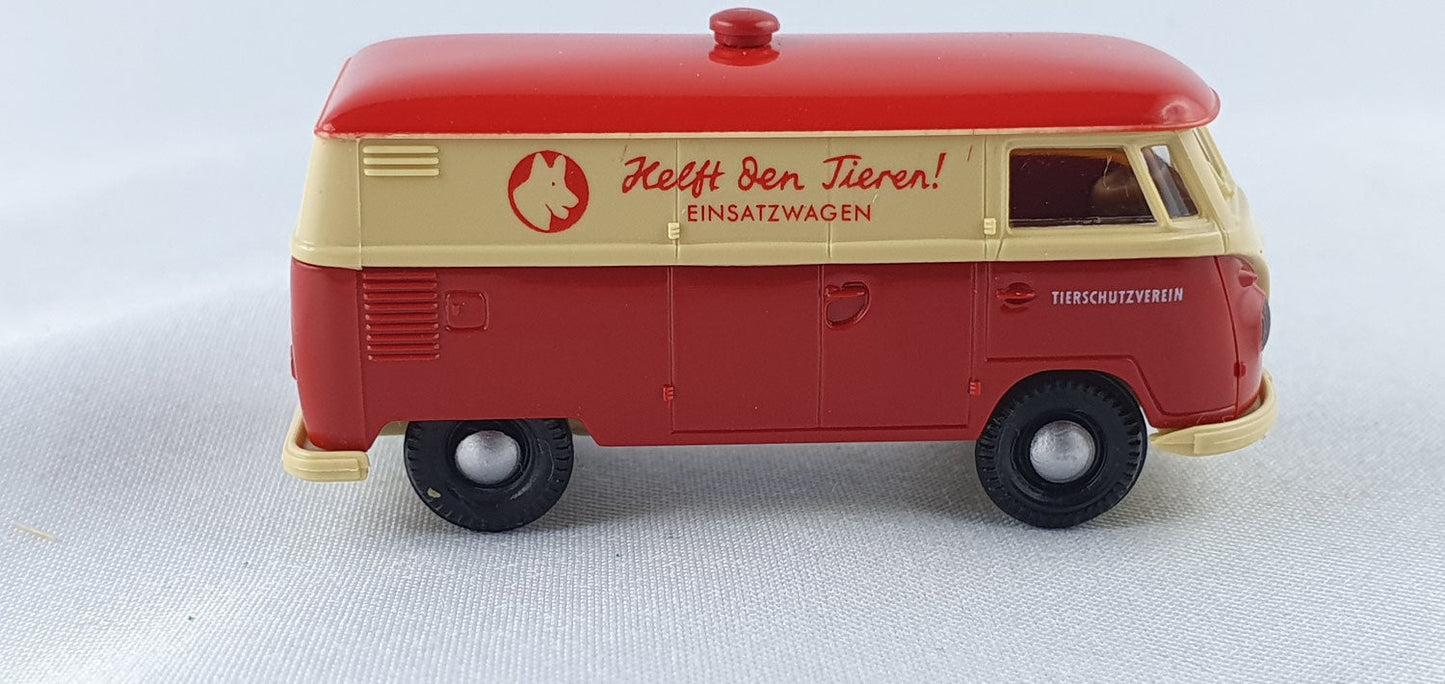 Helft den Tieren!
EINSATZWAGEN
TIERSCHUTZVEREIN